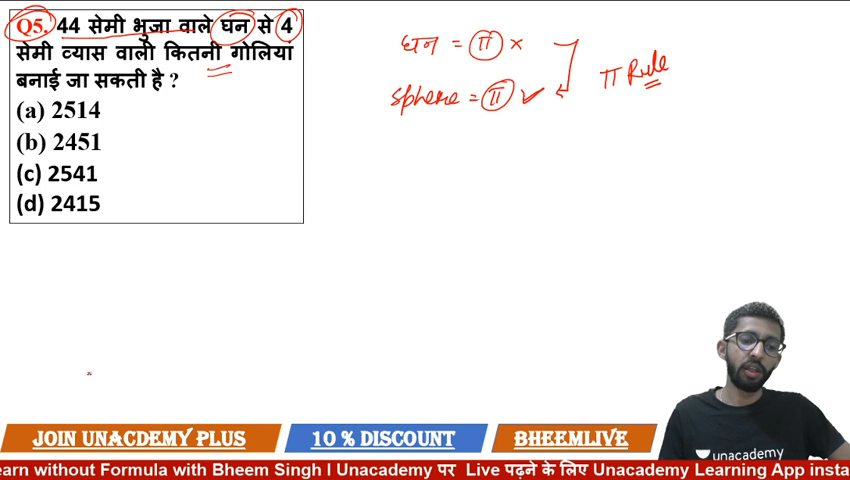 Q5. 44 सेमी भुजा वाले घन से 4
सेमी व्यास वाली कितनी गोलियां
बनाई जा सकती है ?
(a) 2514
(b) 2451
(c) 2541
(d) 2415
घन = π ×
sphere = π ✓
π Rule
unacademy
JOIN UNACDEMY PLUS
10 % DISCOUNT
BHEEMLIVE
earn without Formula with Bheem Singh l Unacademy पर Live पढ़ने के लिए Unacademy Learning App insta